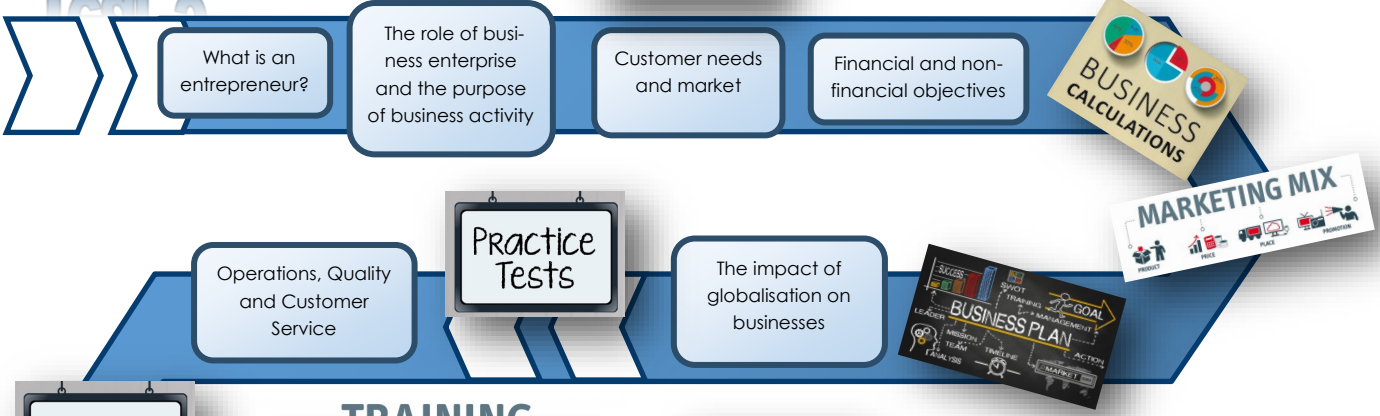 What is an
entrepreneur?
The role of busi-
ness enterprise
and the purpose
of business activity
Customer needs
and market
Financial and non-
financial objectives
BUSINESS
CALCULATIONS
MARKETING MIX
PRODUCT
PRICE
PLACE
PROMOTION
Operations, Quality
and Customer
Service
Practice
Tests
The impact of
globalisation on
businesses
SUCCESS
SWOT
TRAINING
GOAL
LEADER
MANAGEMENT
BUSINESS PLAN
MISSION
TEAM
ANALYSIS
TIMELINE
ACTION
MARKET
TRAINING